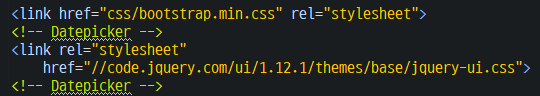 <link href="css/bootstrap.min.css" rel="stylesheet">
<!-- Datepicker -->
<link rel="stylesheet"
href="//code.jquery.com/ui/1.12.1/themes/base/jquery-ui.css">
<!-- Datepicker -->